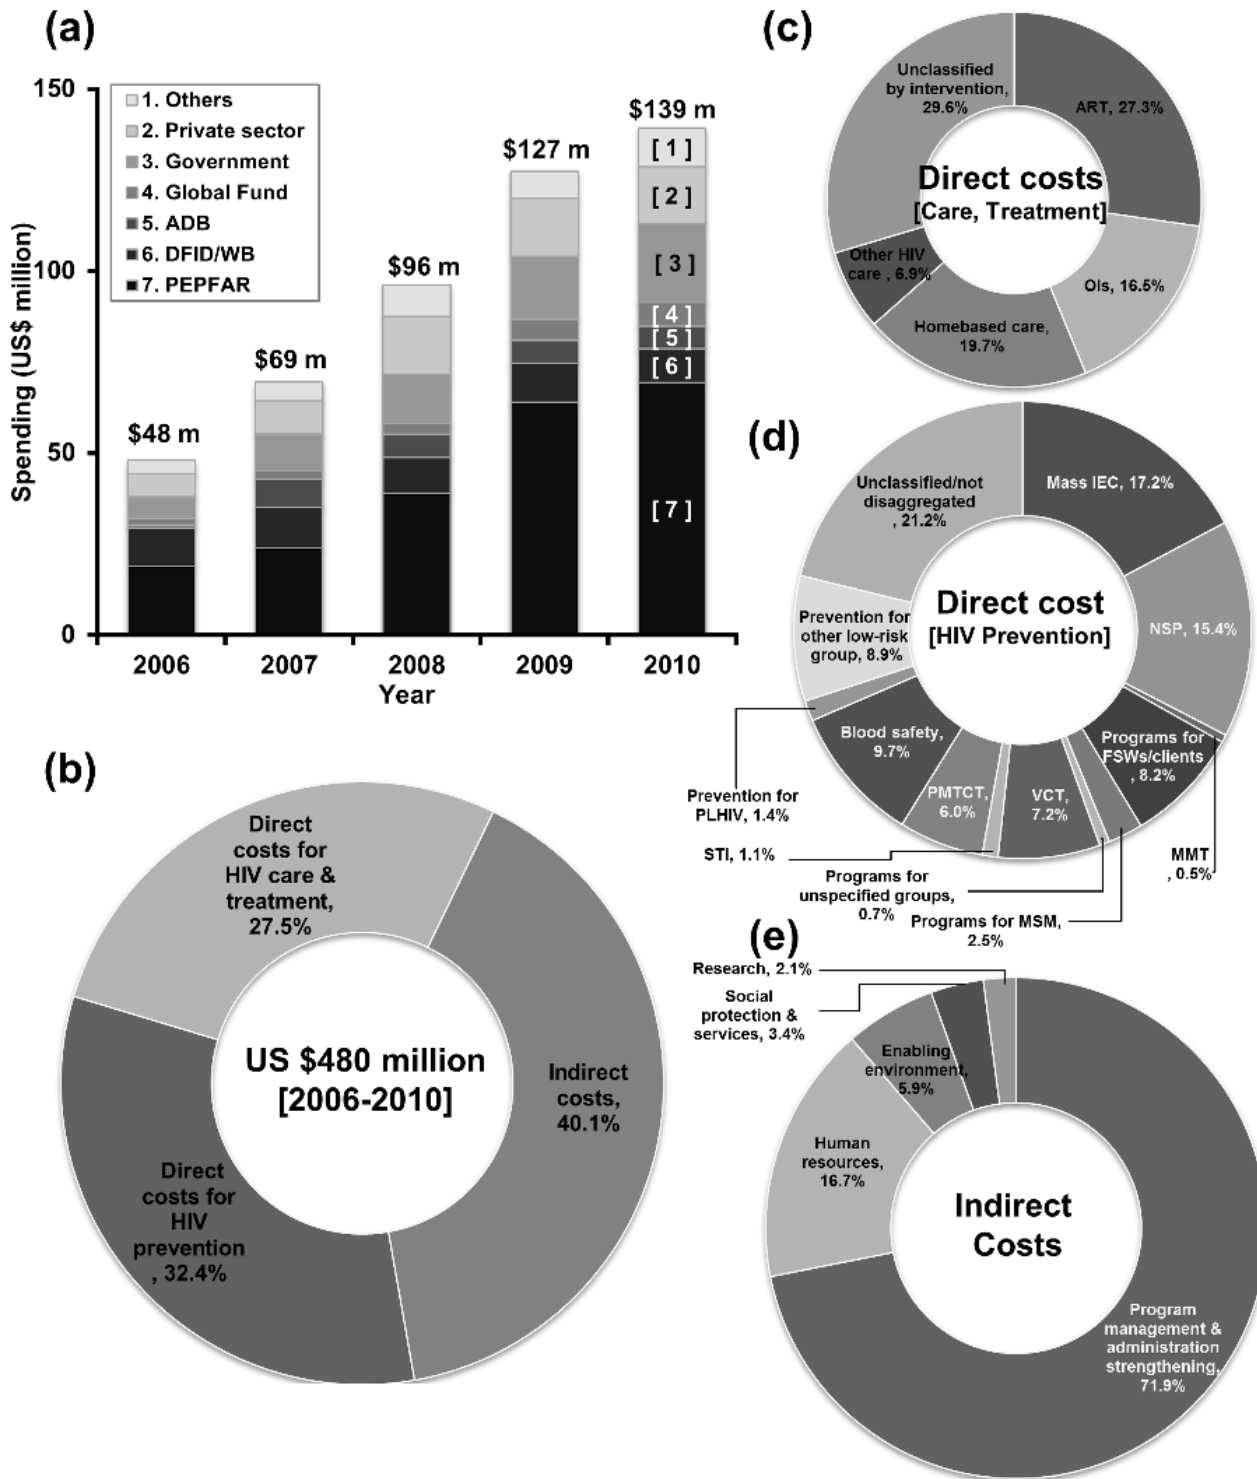 (a)
Spending (US$ million)
150
100
50
0
1. Others
2. Private sector
3. Government
4. Global Fund
5. ADB
6. DFID/WB
7. PEPFAR
$48 m
$69 m
$96 m
$127 m
$139 m
[ 1 ]
[ 2 ]
[ 3 ]
[ 4 ]
[ 5 ]
[ 6 ]
[ 7 ]
2006
2007
2008
2009
2010
Year
(b)
Direct
costs for
HIV care &
treatment,
27.5%
US $480 million
[2006-2010]
Indirect
costs,
40.1%
Direct
costs for
HIV
prevention
, 32.4%
(c)
Unclassified
by intervention,
29.6%
ART, 27.3%
Direct costs
[Care, Treatment]
Other HIV
care , 6.9%
OIs, 16.5%
Homebased care,
19.7%
(d)
Unclassified/not
disaggregated
, 21.2%
Mass IEC, 17.2%
Direct cost
[HIV Prevention]
Prevention for
other low-risk
group, 8.9%
NSP, 15.4%
Blood safety,
9.7%
Programs for
FSWs/clients
, 8.2%
PMTCT,
6.0%
VCT,
7.2%
Prevention for
PLHIV, 1.4%
STI, 1.1%
Programs for
unspecified groups,
0.7%
Programs for MSM,
2.5%
MMT
, 0.5%
(e)
Research, 2.1%
Social
protection &
services, 3.4%
Enabling
environment,
5.9%
Human
resources,
16.7%
Indirect
Costs
Program
management &
administration
strengthening,
71.9%